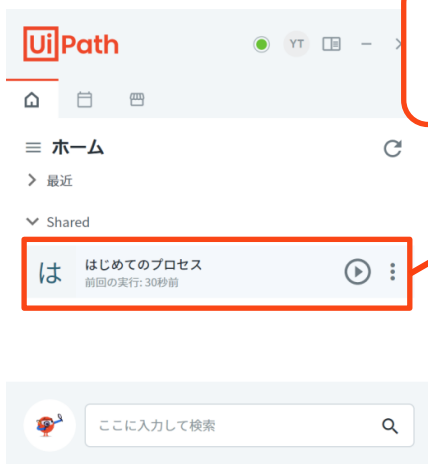 UiPath
YT
ホーム
最近
Shared
は
はじめてのプロセス
前回の実行: 30秒前
ここに入力して検索